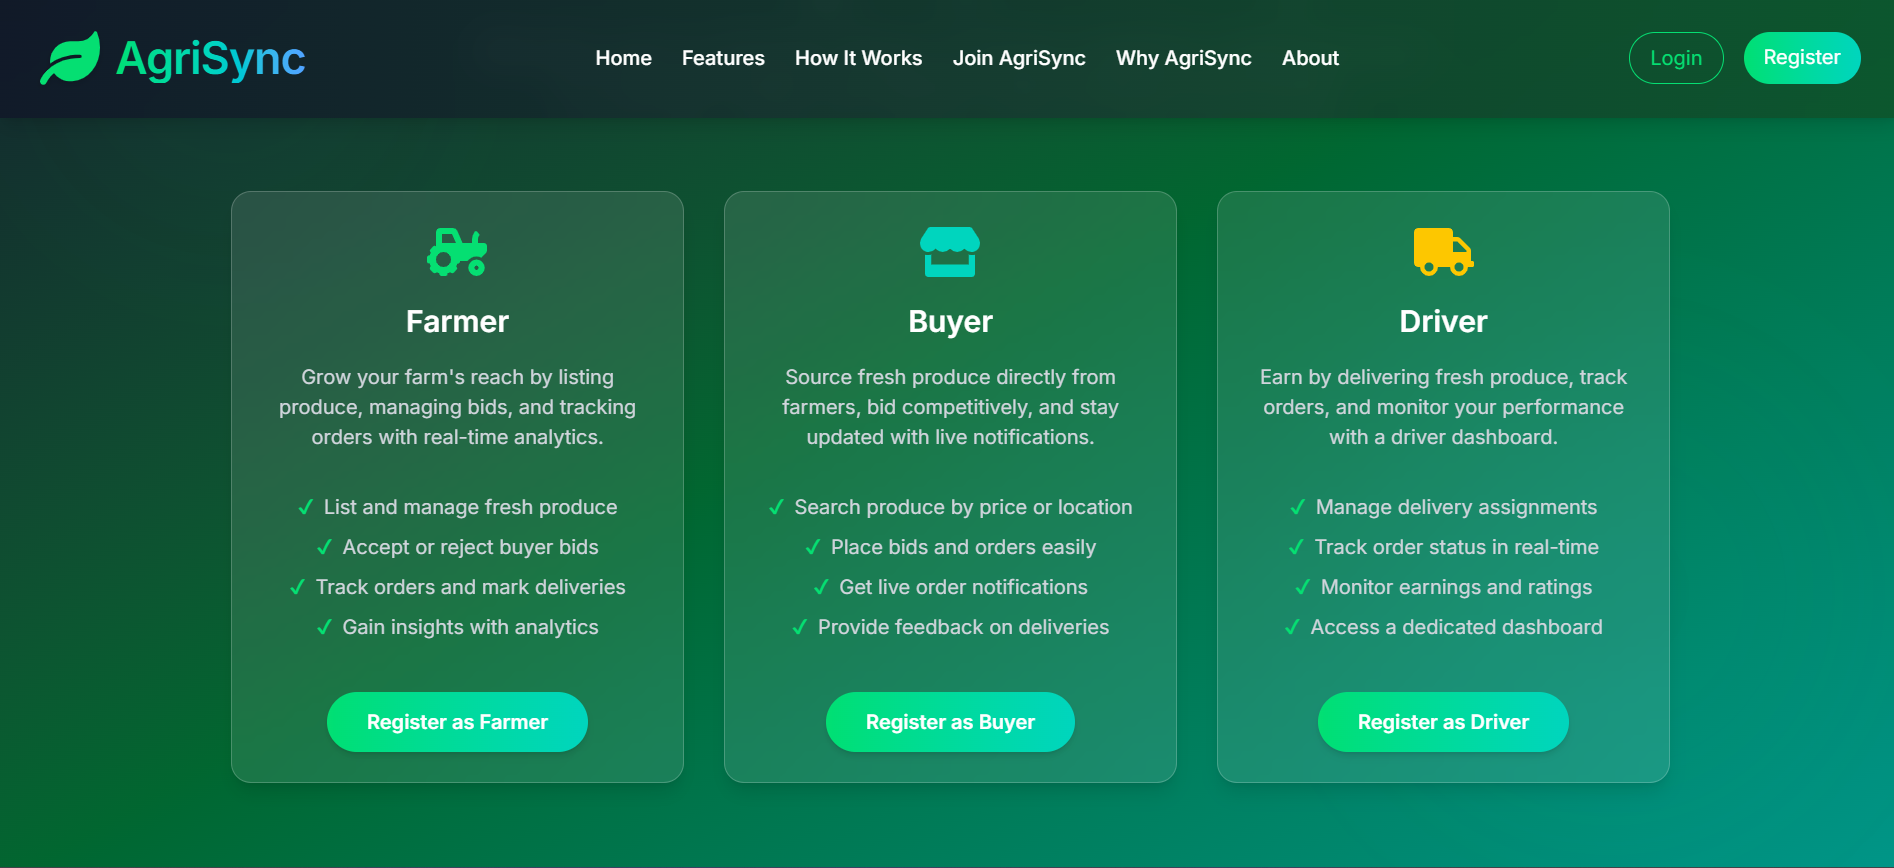 AgriSync
Home Features How It Works Join AgriSync Why AgriSync About
Login Register
Farmer
Grow your farm's reach by listing
produce, managing bids, and tracking
orders with real-time analytics.
✓ List and manage fresh produce
✓ Accept or reject buyer bids
✓ Track orders and mark deliveries
✓ Gain insights with analytics
Register as Farmer
Buyer
Source fresh produce directly from
farmers, bid competitively, and stay
updated with live notifications.
✓ Search produce by price or location
✓ Place bids and orders easily
✓ Get live order notifications
✓ Provide feedback on deliveries
Register as Buyer
Driver
Earn by delivering fresh produce, track
orders, and monitor your performance
with a driver dashboard.
✓ Manage delivery assignments
✓ Track order status in real-time
✓ Monitor earnings and ratings
✓ Access a dedicated dashboard
Register as Driver